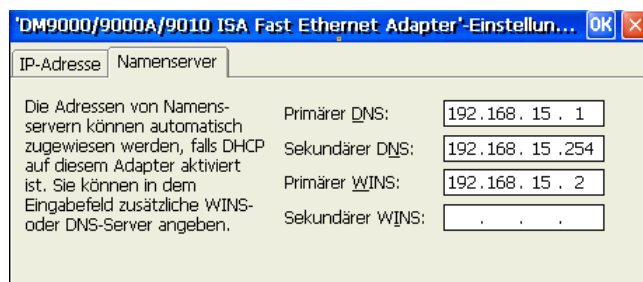 'DM9000/9000A/9010 ISA Fast Ethernet Adapter'-Einstellun... OK
IP-Adresse Namenserver
Die Adressen von Namens-
servern können automatisch
zugewiesen werden, falls DHCP
auf diesem Adapter aktiviert
ist. Sie können in dem
Eingabefeld zusätzliche WINS-
oder DNS-Server angeben.
Primärer DNS: 192.168. 15 . 1
Sekundärer DNS: 192.168. 15 .254
Primärer WINS: 192.168. 15 . 2
Sekundärer WINS: . . .